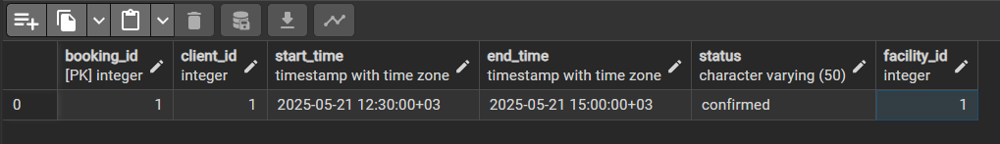 booking_id client_id start_time end_time status facility_id
[PK] integer integer timestamp with time zone timestamp with time zone character varying (50) integer
0 1 1 2025-05-21 12:30:00+03 2025-05-21 15:00:00+03 confirmed 1